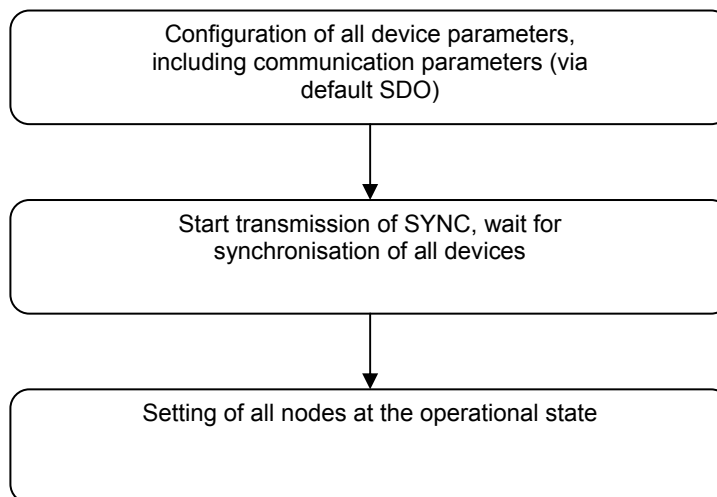 Configuration of all device parameters,
including communication parameters (via
default SDO)
Start transmission of SYNC, wait for
synchronisation of all devices
Setting of all nodes at the operational state